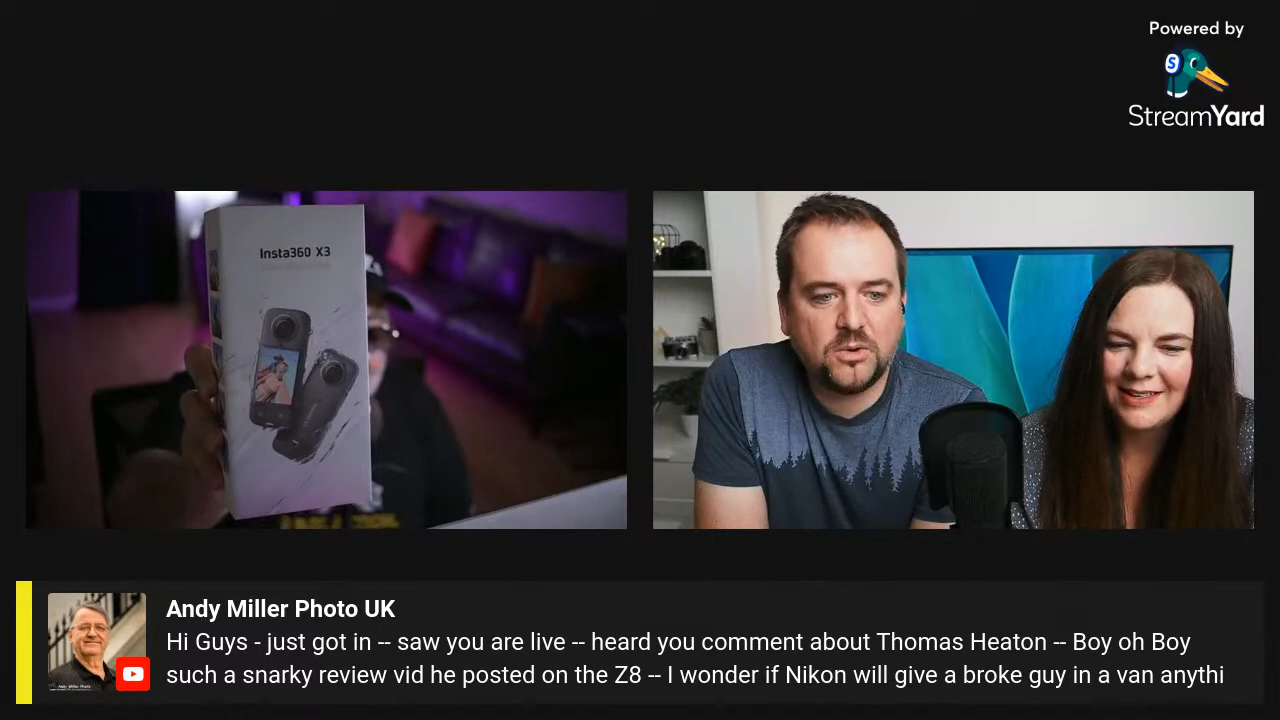 Powered by
S
StreamYard
Insta360 X3
Andy Miller Photo UK
Hi Guys - just got in -- saw you are live -- heard you comment about Thomas Heaton -- Boy oh Boy
such a snarky review vid he posted on the Z8 -- I wonder if Nikon will give a broke guy in a van anythi